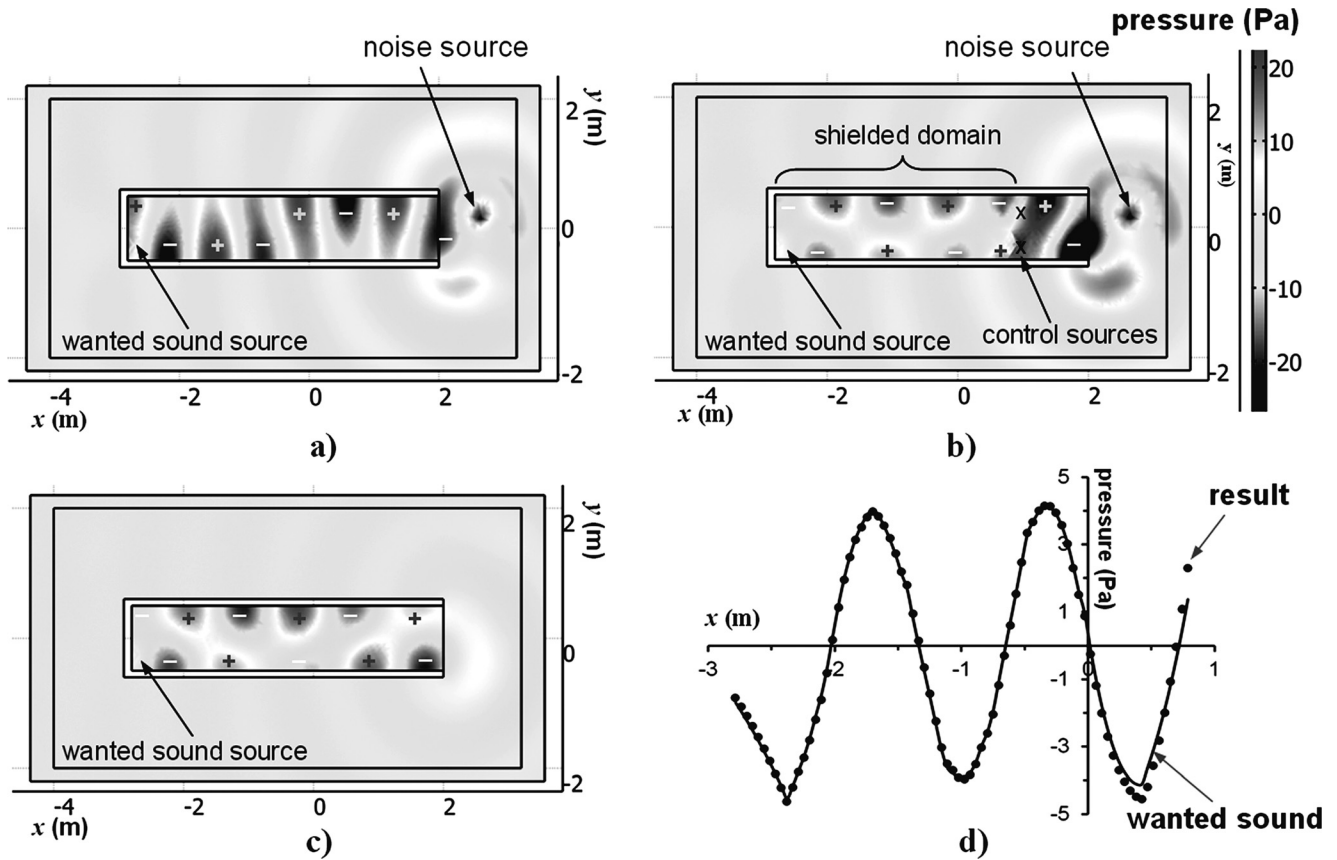 pressure (Pa)
noise source
2
y (m)
0
-2
+
+
−
+
−
+
−
+
−
wanted sound source
-4
-2
0
2
x (m)
a)
noise source
shielded domain
2
y (m)
0
-2
−
+
−
+
−
x
+
−
+
−
+
x
−
wanted sound source
control sources
-4
-2
0
2
x (m)
b)
20
10
0
-10
-20
2
y (m)
0
-2
−
+
−
+
−
+
−
+
−
+
−
wanted sound source
-4
-2
0
2
x (m)
c)
5
3
1
-1
-3
-5
pressure (Pa)
result
x (m)
-3
-2
-1
0
1
wanted sound
d)